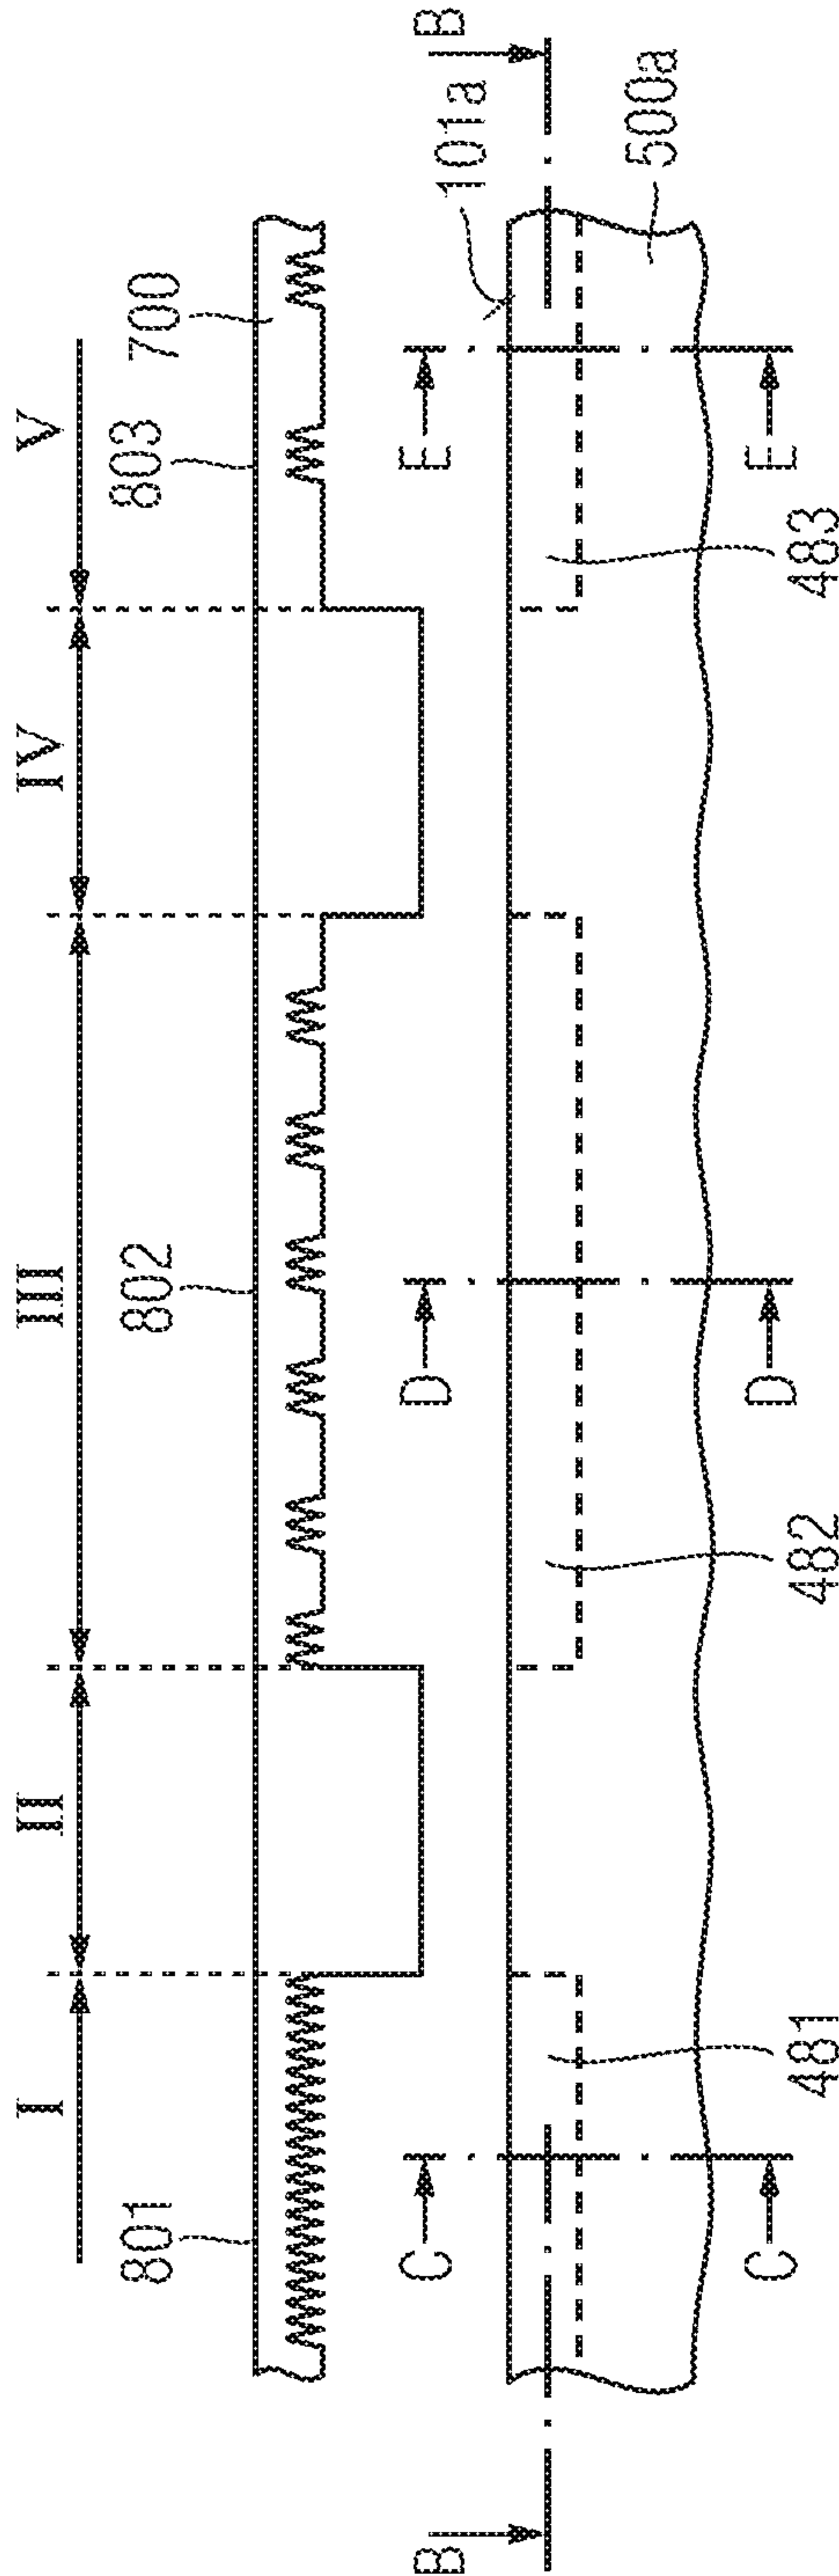 I II III IV V
801 802 803 700
B
C D E 101a
B
C D E 500a
481 482 483